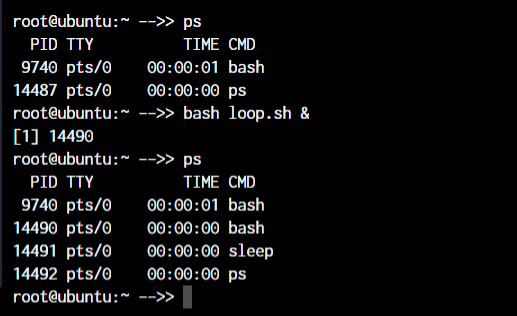 root@ubuntu:~ -->> ps
  PID TTY          TIME CMD
 9740 pts/0    00:00:01 bash
14487 pts/0    00:00:00 ps
root@ubuntu:~ -->> bash loop.sh &
[1] 14490
root@ubuntu:~ -->> ps
  PID TTY          TIME CMD
 9740 pts/0    00:00:01 bash
14490 pts/0    00:00:00 bash
14491 pts/0    00:00:00 sleep
14492 pts/0    00:00:00 ps
root@ubuntu:~ -->>